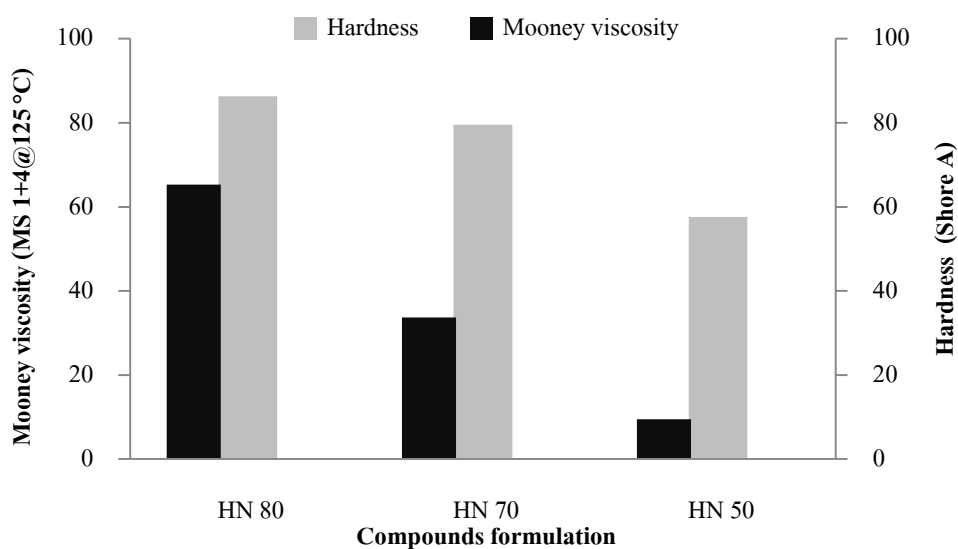 Hardness
Mooney viscosity
Mooney viscosity (MS 1+4@125 °C)
100
80
60
40
20
0
100
80
60
40
20
0
Hardness (Shore A)
HN 80
HN 70
HN 50
Compounds formulation